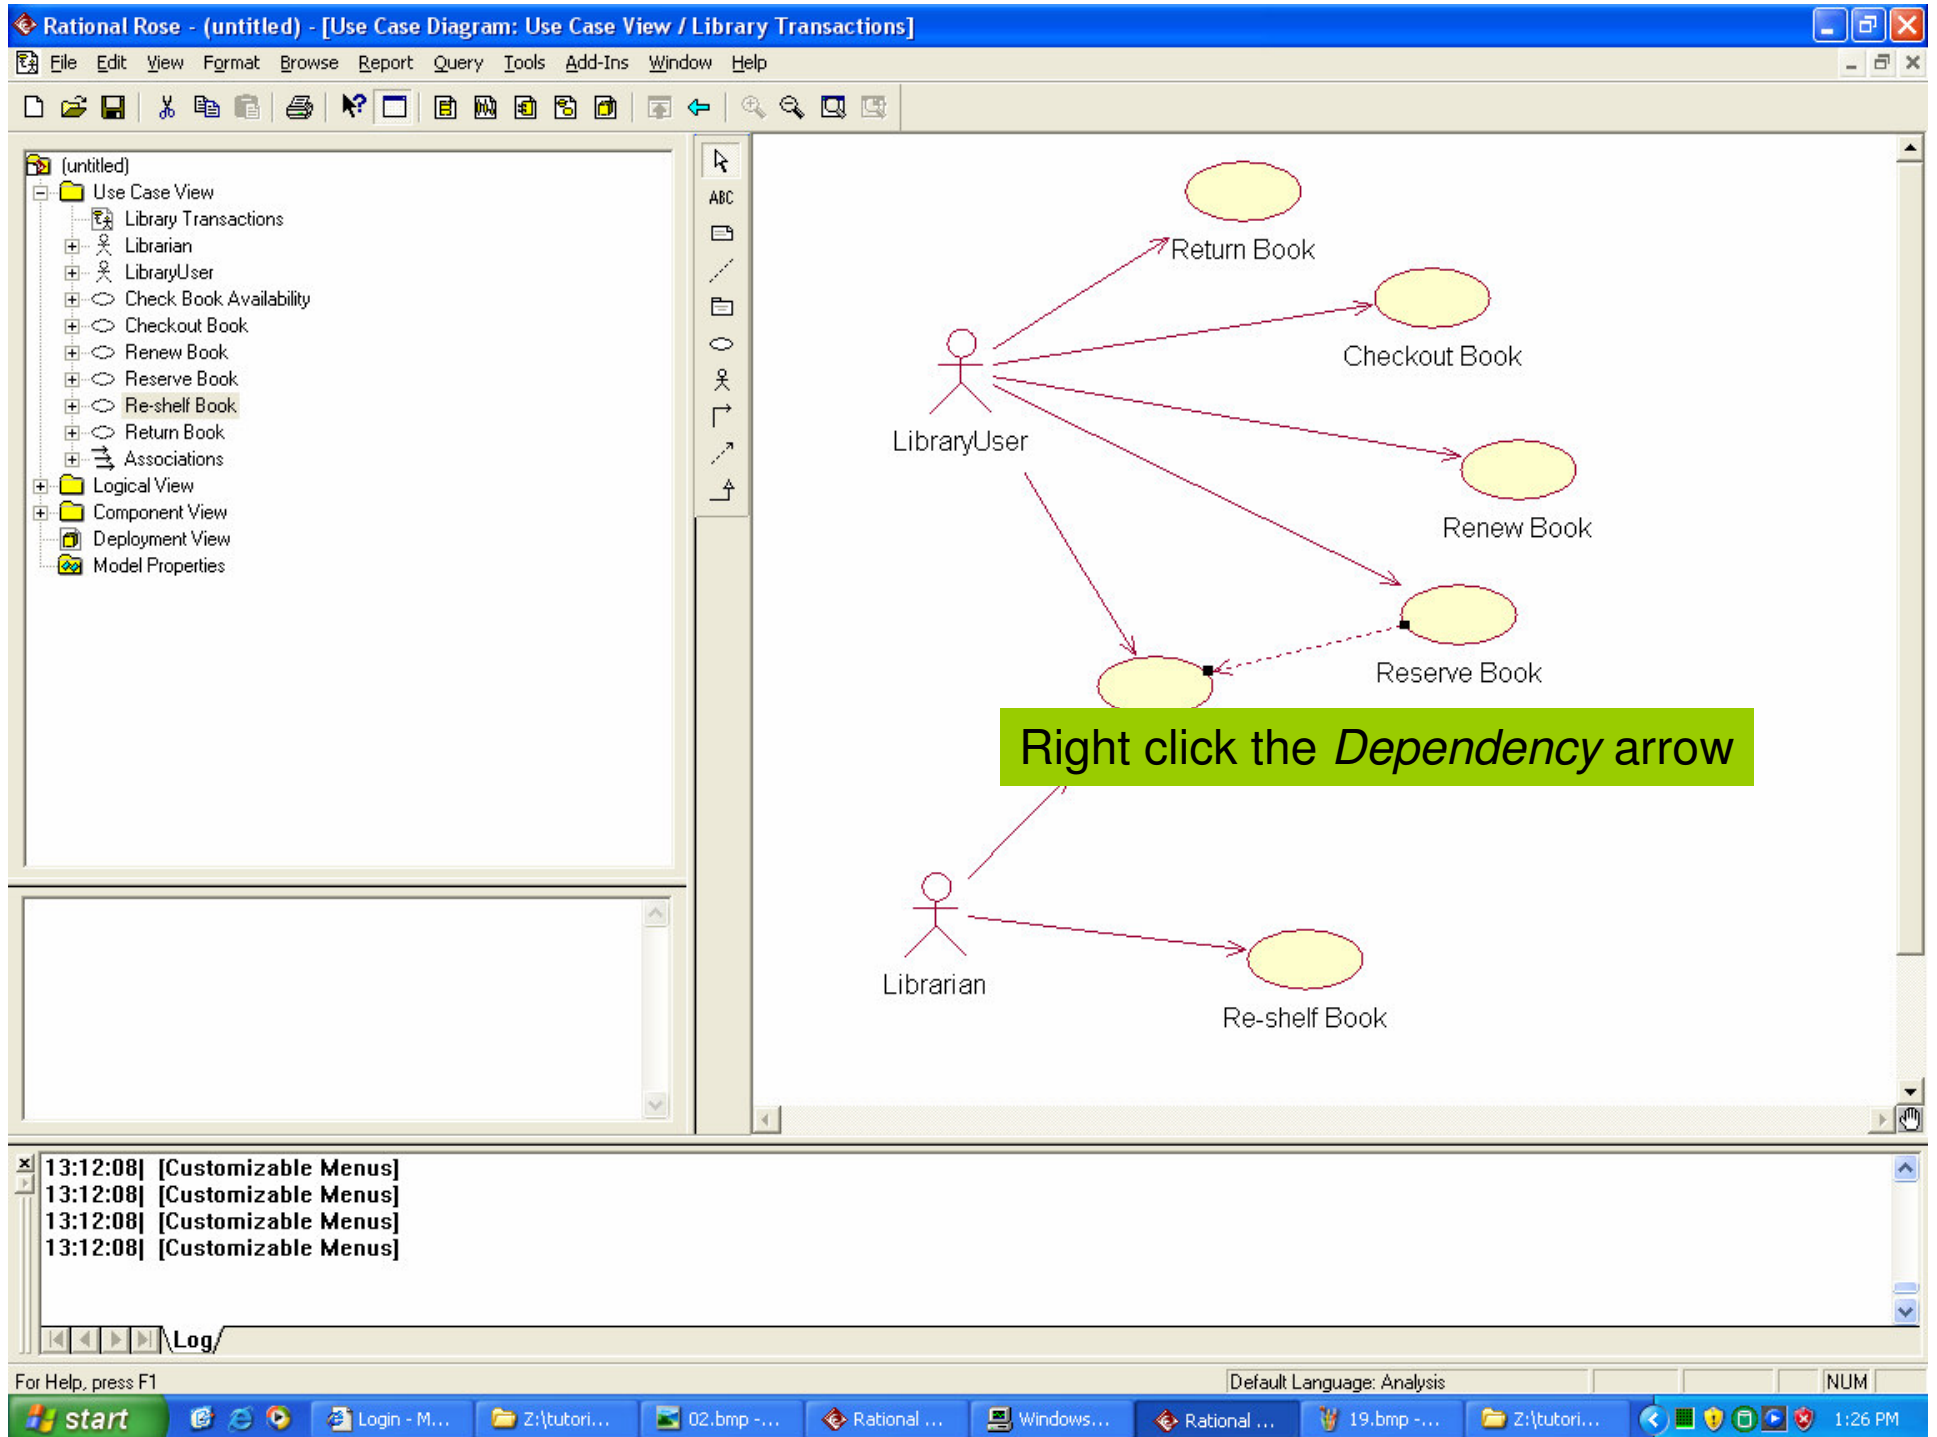 Rational Rose - (untitled) - [Use Case Diagram: Use Case View / Library Transactions]
File Edit View Format Browse Report Query Tools Add-Ins Window Help
(untitled)
Use Case View
Library Transactions
Librarian
LibraryUser
Check Book Availability
Checkout Book
Renew Book
Reserve Book
Re-shelf Book
Return Book
Associations
Logical View
Component View
Deployment View
Model Properties
ABC
Return Book
Checkout Book
LibraryUser
Renew Book
Reserve Book
Right click the Dependency arrow
Librarian
Re-shelf Book
13:12:08| [Customizable Menus]
13:12:08| [Customizable Menus]
13:12:08| [Customizable Menus]
13:12:08| [Customizable Menus]
Log
For Help, press F1
Default Language: Analysis
NUM
start
Login - M...
Z:\tutori...
02.bmp -...
Rational ...
Windows...
Rational ...
19.bmp -...
Z:\tutori...
1:26 PM